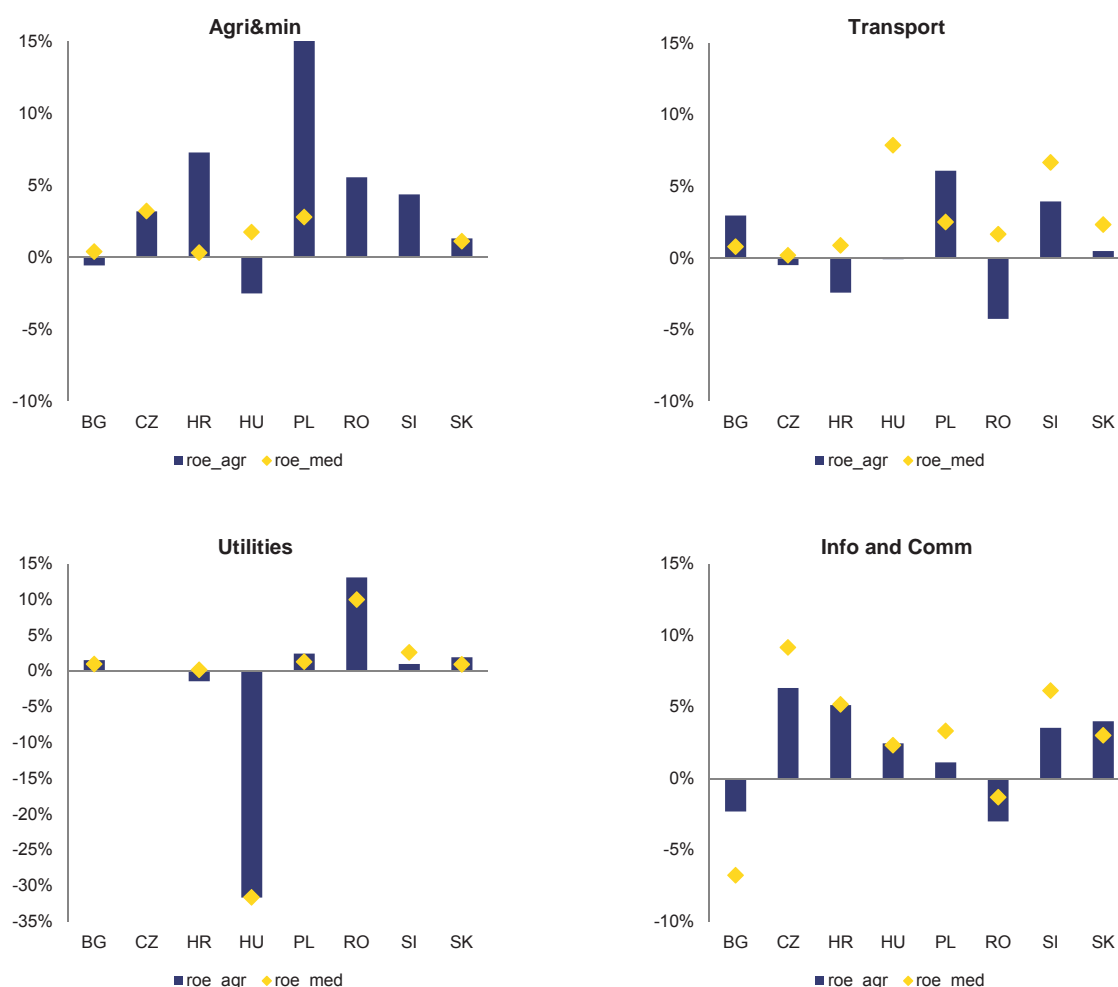 Agri&min
15%
10%
5%
0%
-5%
-10%
BG CZ HR HU PL RO SI SK
roe_agr roe_med
Transport
15%
10%
5%
0%
-5%
-10%
BG CZ HR HU PL RO SI SK
roe_agr roe_med
Utilities
15%
10%
5%
0%
-5%
-10%
-15%
-20%
-25%
-30%
-35%
BG CZ HR HU PL RO SI SK
roe_agr roe_med
Info and Comm
15%
10%
5%
0%
-5%
-10%
BG CZ HR HU PL RO SI SK
roe_agr roe_med